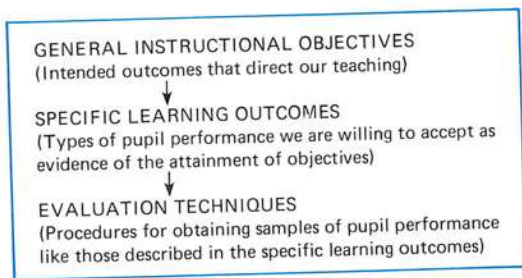 GENERAL INSTRUCTIONAL OBJECTIVES
(Intended outcomes that direct our teaching)
SPECIFIC LEARNING OUTCOMES
(Types of pupil performance we are willing to accept as
evidence of the attainment of objectives)
EVALUATION TECHNIQUES
(Procedures for obtaining samples of pupil performance
like those described in the specific learning outcomes)